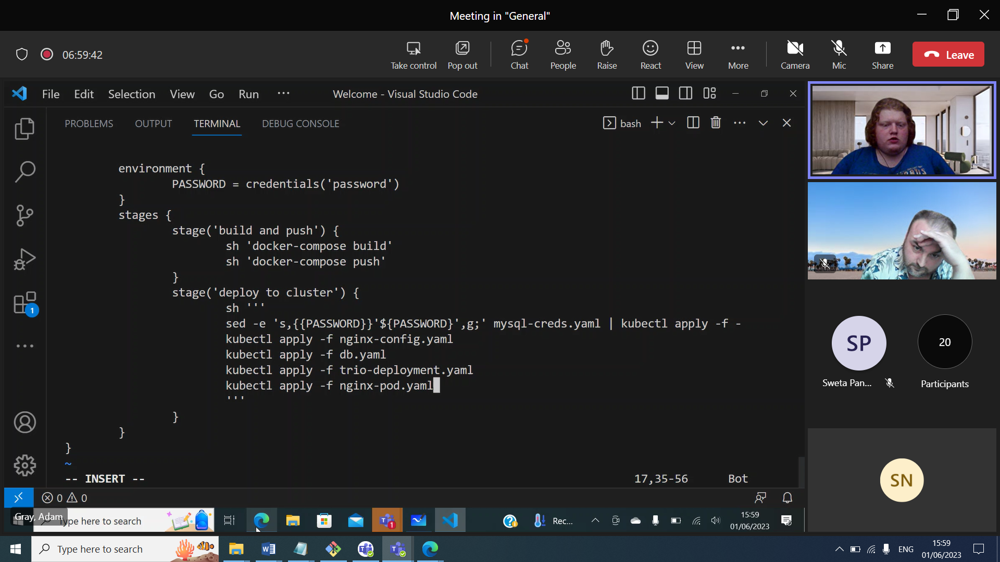 Meeting in "General"
06:59:42
Take control
Pop out
Chat
People
Raise
React
View
More
Camera
Mic
Share
Leave
File Edit Selection View Go Run ···
Welcome - Visual Studio Code
PROBLEMS OUTPUT TERMINAL DEBUG CONSOLE
bash
environment {
PASSWORD = credentials('password')
}
stages {
stage('build and push') {
sh 'docker-compose build'
sh 'docker-compose push'
}
stage('deploy to cluster') {
sh '''
sed -e 's,{{PASSWORD}}'${PASSWORD}',g;' mysql-creds.yaml | kubectl apply -f -
kubectl apply -f nginx-config.yaml
kubectl apply -f db.yaml
kubectl apply -f trio-deployment.yaml
kubectl apply -f nginx-pod.yaml
'''
}
}
}
~
-- INSERT --
17,35-56
Bot
1
0 0
SP
Sweta Pan...
20
Participants
SN
Gray, Adam
Type here to search
1
Rec...
15:59
01/06/2023
Type here to search
ENG
15:59
01/06/2023